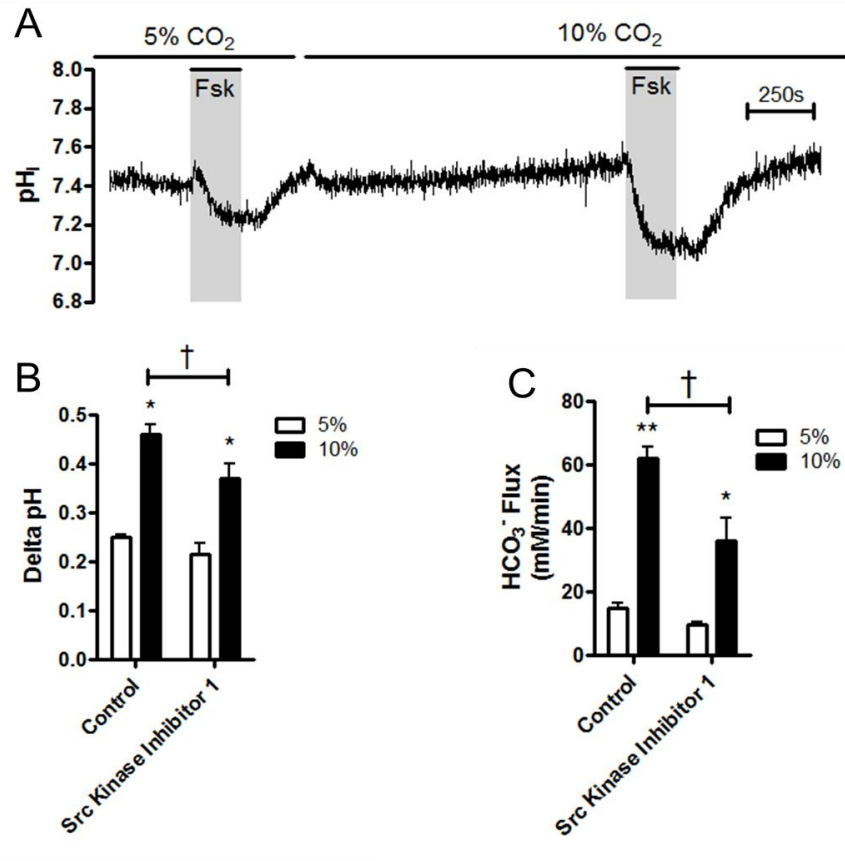 A
5% CO₂
10% CO₂
8.0
7.8
7.6
7.4
7.2
7.0
6.8
pHᵢ
Fsk
Fsk
250s
B
†
*
*
0.5
0.4
0.3
0.2
0.1
0.0
Delta pH
5%
10%
Control
Src Kinase Inhibitor 1
C
†
**
*
80
60
40
20
0
HCO₃⁻ Flux
(mM/min)
5%
10%
Control
Src Kinase Inhibitor 1